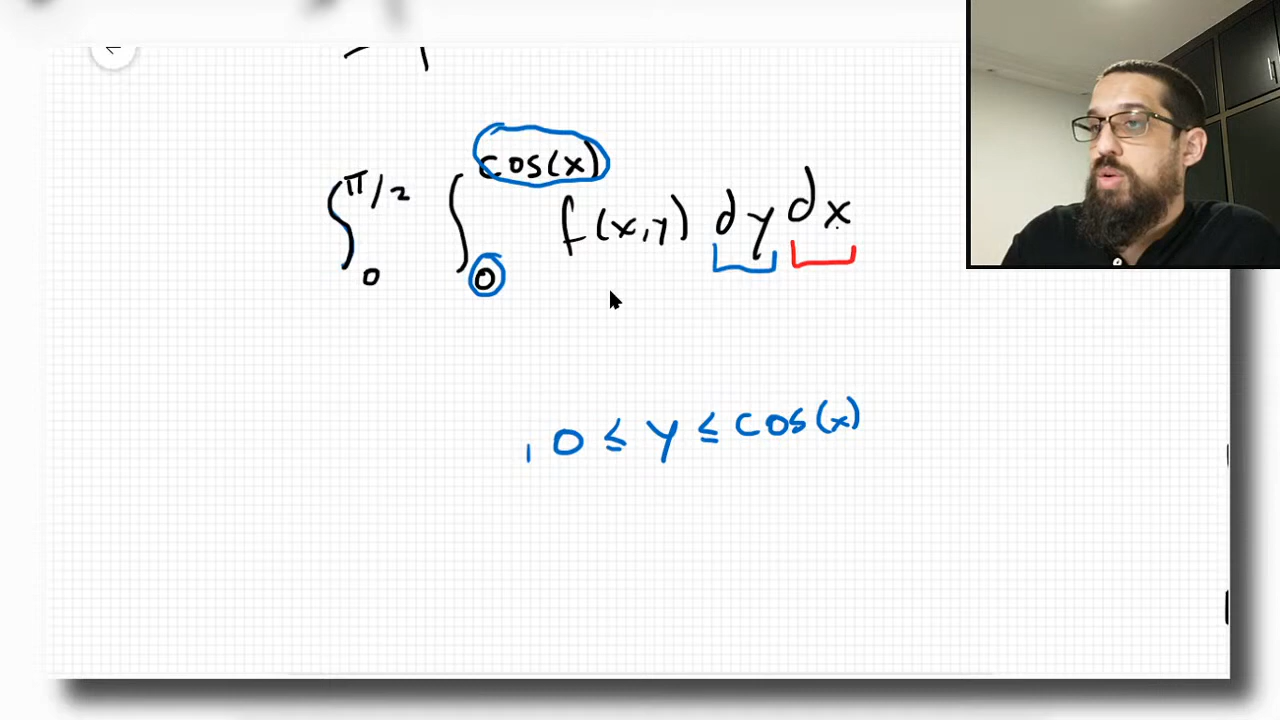 ∫₀^π/2 ∫₀^cos(x) f(x,y) dy dx
, 0 ≤ y ≤ cos(x)